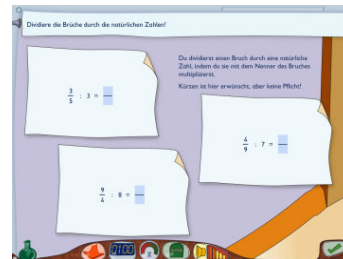 Dividiere die Brüche durch die natürlichen Zahlen!
Du dividierst einen Bruch durch eine natürliche
Zahl, indem du sie mit dem Nenner des Bruches
multiplizierst.
Kürzen ist hier erwünscht, aber keine Pflicht!
3/5 : 3 = —
4/9 : 7 = —
9/4 : 8 = —